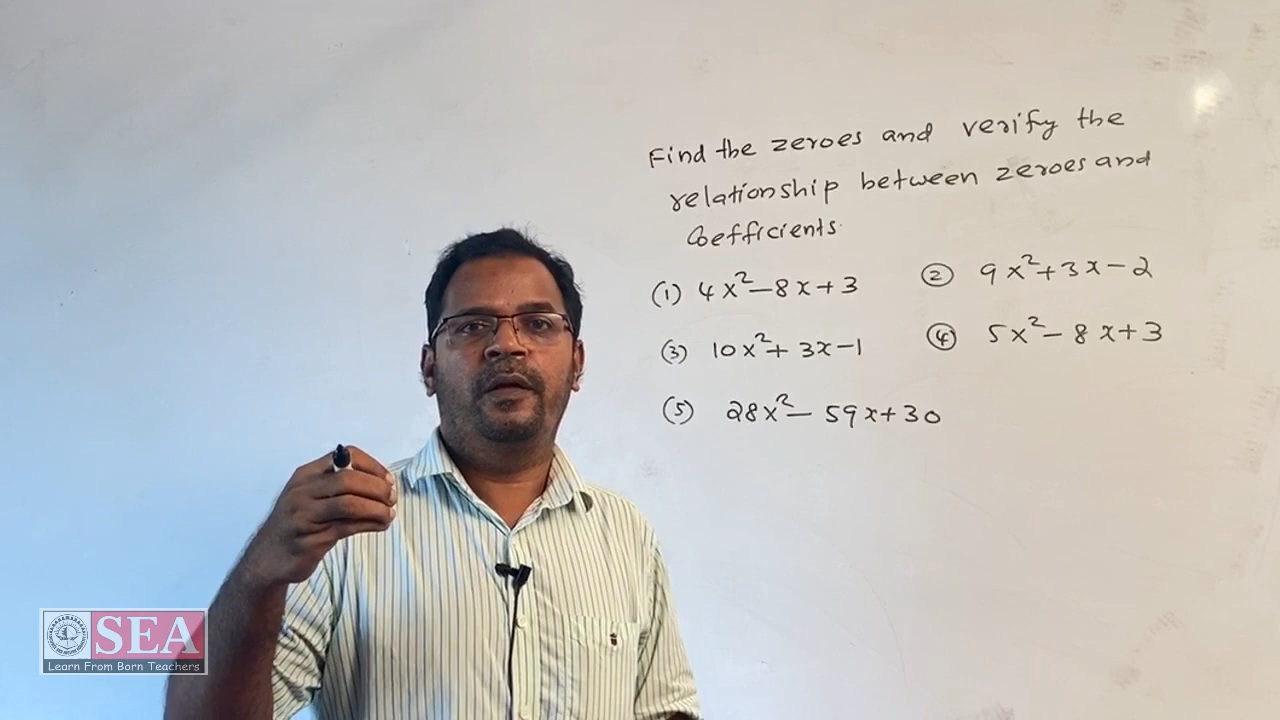 Find the zeroes and verify the
relationship between zeroes and
Coefficients.
(1) 4x²-8x+3
② 9x²+3x-2
(3) 10x²+3x-1
④ 5x²-8x+3
(5) 28x²-59x+30
SEA
Learn From Born Teachers